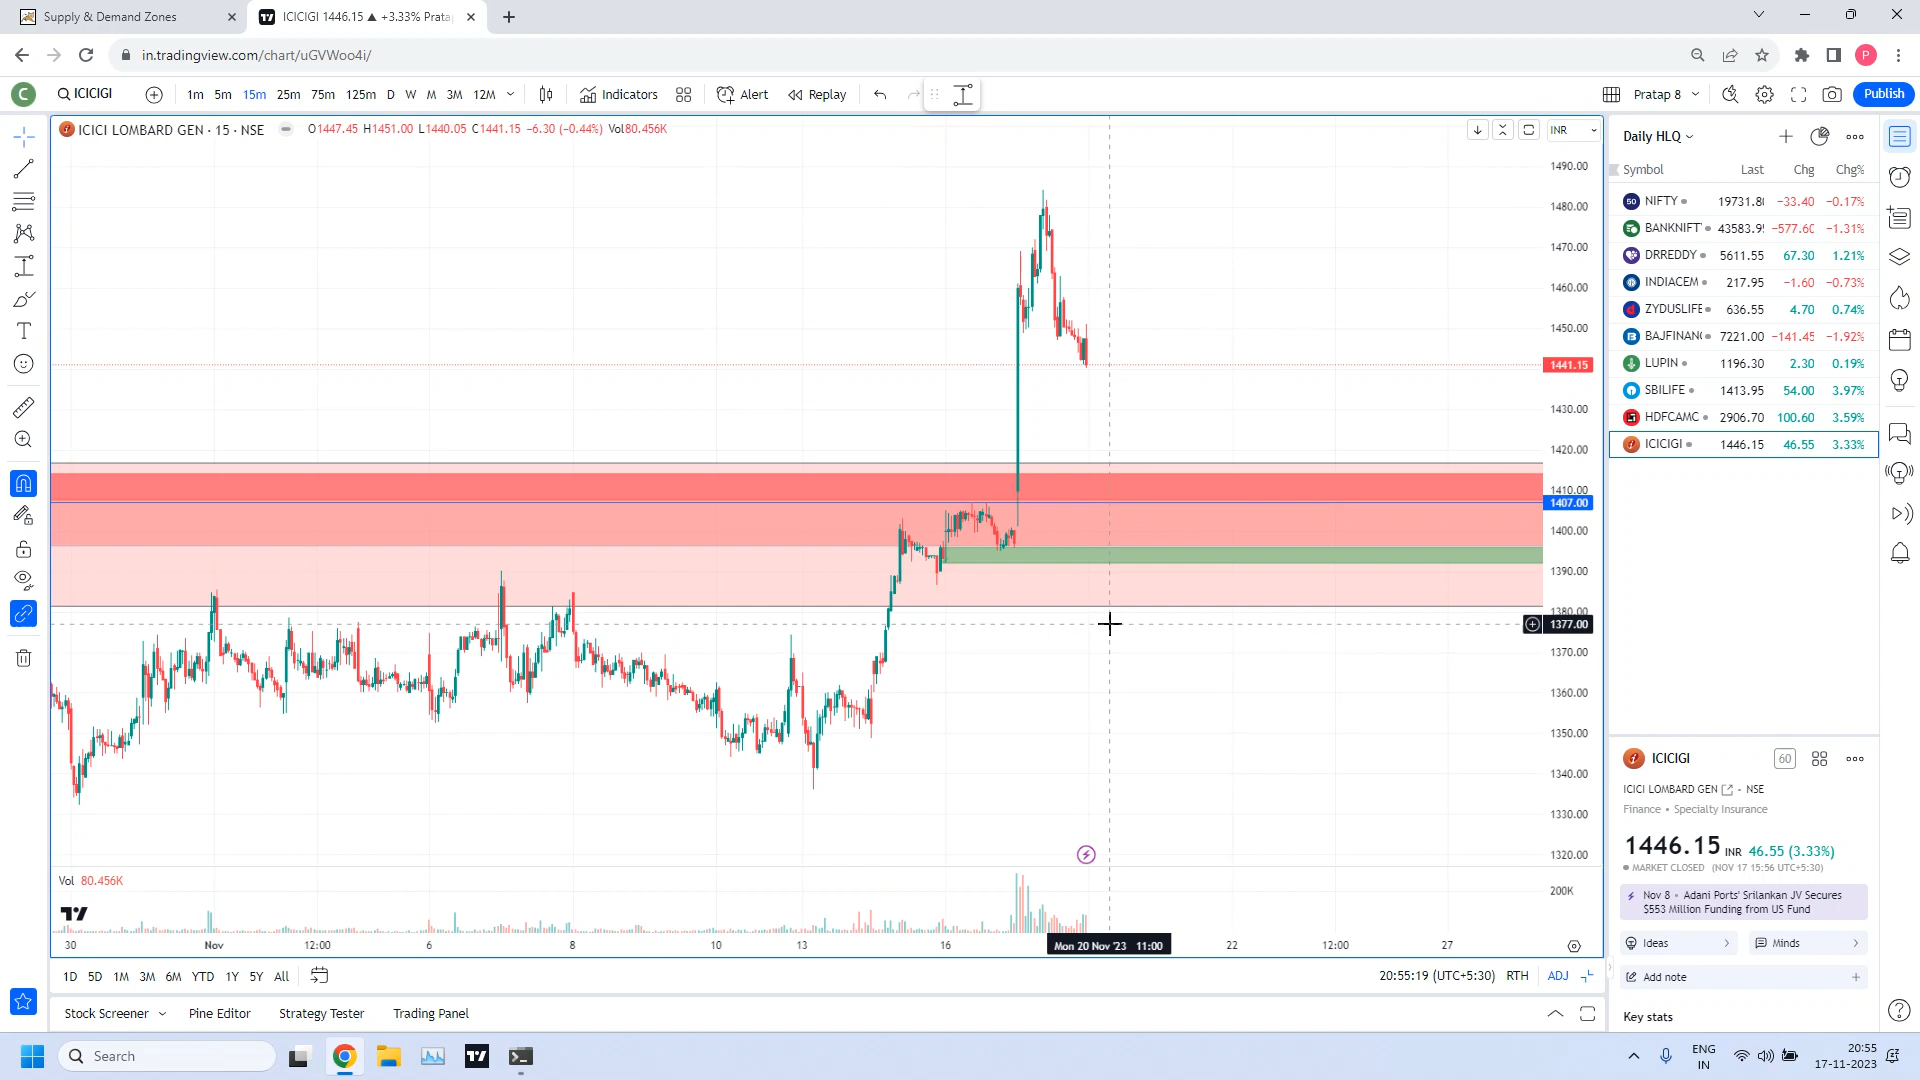 Supply & Demand Zones
ICICIGI 1446.15 ▲ +3.33% Prata
in.tradingview.com/chart/uGVWoo4i/
P
C
ICICIGI
1m 5m 15m 25m 75m 125m D W M 3M 12M
Indicators
Alert
Replay
Pratap 8
Publish
ICICI LOMBARD GEN · 15 · NSE
O1447.45 H1451.00 L1440.05 C1441.15 −6.30 (−0.44%) Vol80.456K
INR
1490.00
1480.00
1470.00
1460.00
1450.00
1441.15
1430.00
1420.00
1410.00
1407.00
1400.00
1390.00
1380.00
1377.00
1370.00
1360.00
1350.00
1340.00
1330.00
1320.00
Vol 80.456K
200K
30 Nov 12:00 6 8 10 13 16 Mon 20 Nov '23 11:00 22 12:00 27
1D 5D 1M 3M 6M YTD 1Y 5Y All
20:55:19 (UTC+5:30) RTH ADJ
Stock Screener Pine Editor Strategy Tester Trading Panel
Daily HLQ
Symbol Last Chg Chg%
50 NIFTY 19731.80 −33.40 −0.17%
BANKNIFT 43583.95 −577.60 −1.31%
DRREDDY 5611.55 67.30 1.21%
INDIACEM 217.95 −1.60 −0.73%
ZYDUSLIFE 636.55 4.70 0.74%
BAJFINANC 7221.00 −141.45 −1.92%
LUPIN 1196.30 2.30 0.19%
SBILIFE 1413.95 54.00 3.97%
HDFCAMC 2906.70 100.60 3.59%
ICICIGI 1446.15 46.55 3.33%
ICICIGI
60
ICICI LOMBARD GEN · NSE
Finance • Specialty Insurance
1446.15 INR 46.55 (3.33%)
MARKET CLOSED (NOV 17 15:56 UTC+5:30)
Nov 8 • Adani Ports' Srilankan JV Secures
$553 Million Funding from US Fund
Ideas
Minds
Add note
Key stats
Search
ENG
IN
20:55
17-11-2023